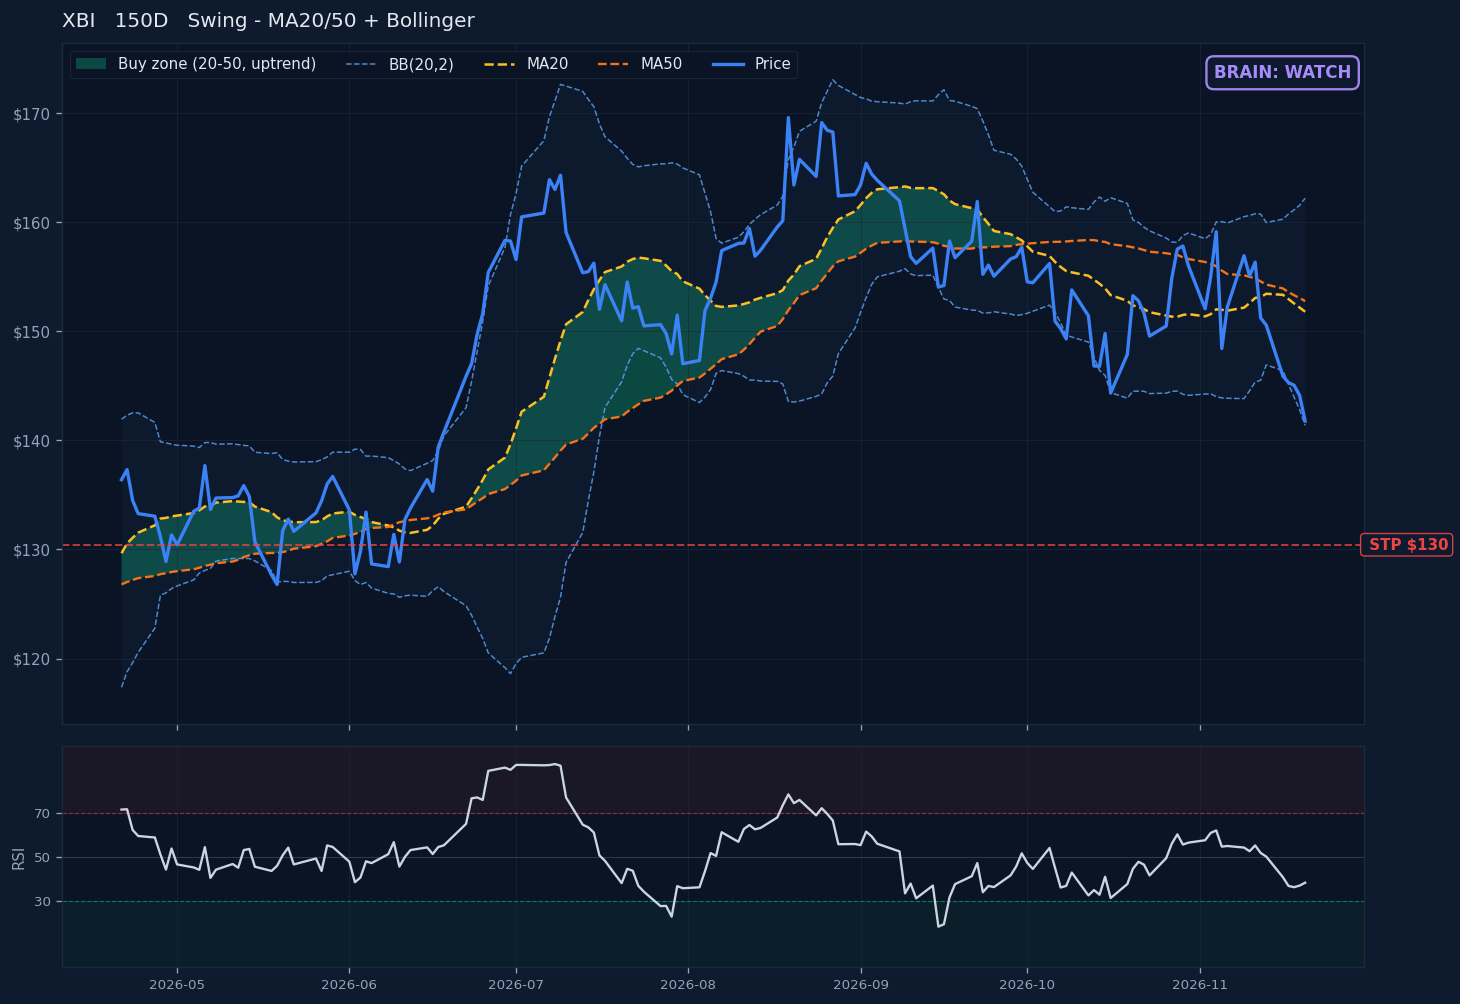 XBI   150D   Swing - MA20/50 + Bollinger
Buy zone (20-50, uptrend)   BB(20,2)   MA20   MA50   Price
BRAIN: WATCH
$170
$160
$150
$140
$130
$120
STP $130
RSI
70
50
30
2026-05   2026-06   2026-07   2026-08   2026-09   2026-10   2026-11